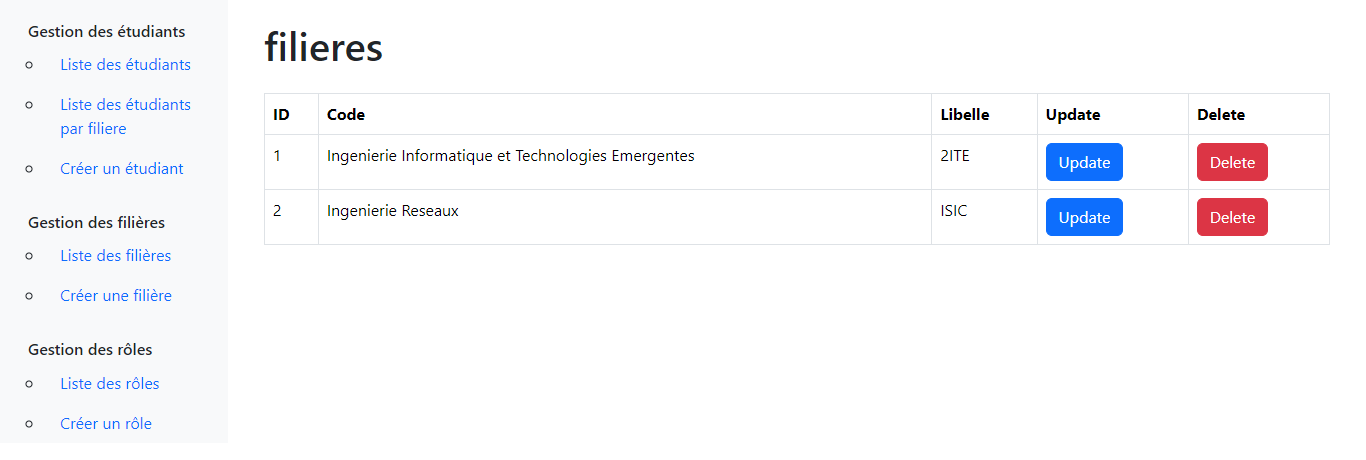 Gestion des étudiants
Liste des étudiants
Liste des étudiants
par filiere
Créer un étudiant
Gestion des filières
Liste des filières
Créer une filière
Gestion des rôles
Liste des rôles
Créer un rôle
filieres
ID Code Libelle Update Delete
1 Ingenierie Informatique et Technologies Emergentes 2ITE Update Delete
2 Ingenierie Reseaux ISIC Update Delete